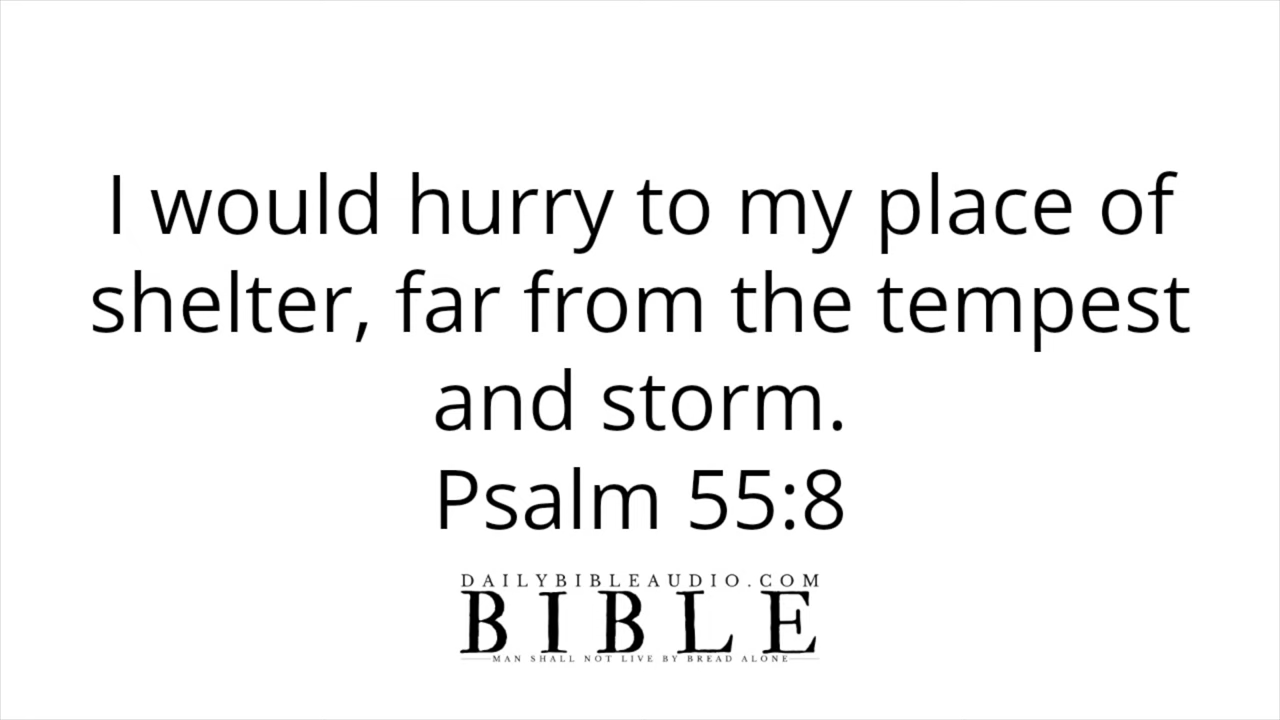 I would hurry to my place of
shelter, far from the tempest
and storm.
Psalm 55:8
DAILYBIBLEAUDIO.COM
BIBLE
MAN SHALL NOT LIVE BY BREAD ALONE